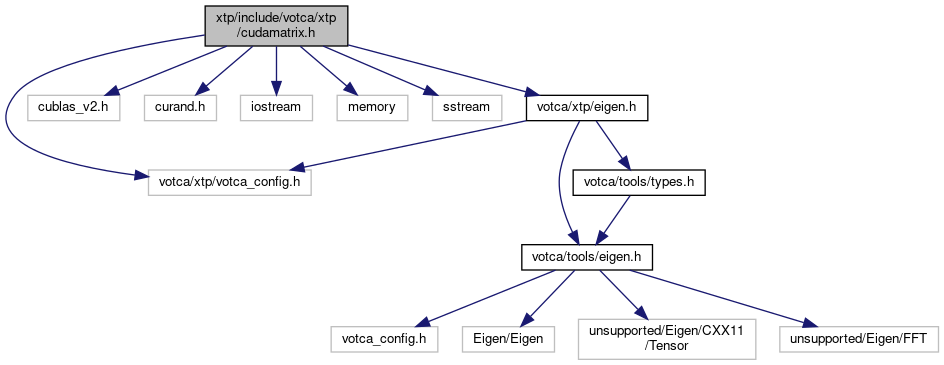 xtp/include/votca/xtp
/cudamatrix.h
cublas_v2.h
curand.h
iostream
memory
sstream
votca/xtp/eigen.h
votca/xtp/votca_config.h
votca/tools/types.h
votca/tools/eigen.h
votca_config.h
Eigen/Eigen
unsupported/Eigen/CXX11
/Tensor
unsupported/Eigen/FFT